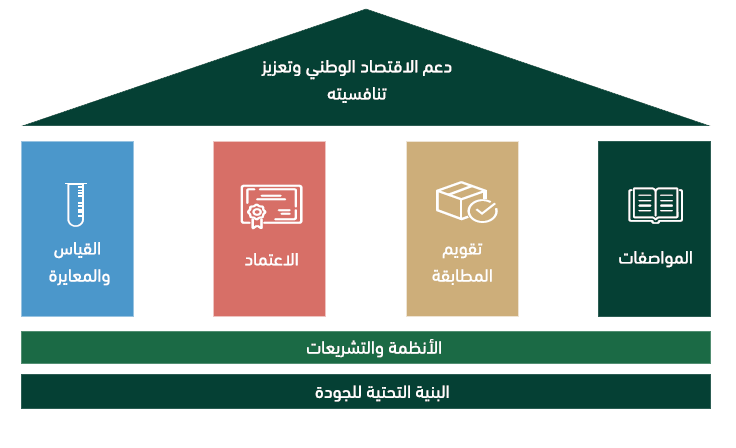 دعم الاقتصاد الوطني وتعزيز
تنافسيته
المواصفات
تقويم
المطابقة
الاعتماد
القياس
والمعايرة
الأنظمة والتشريعات
البنية التحتية للجودة